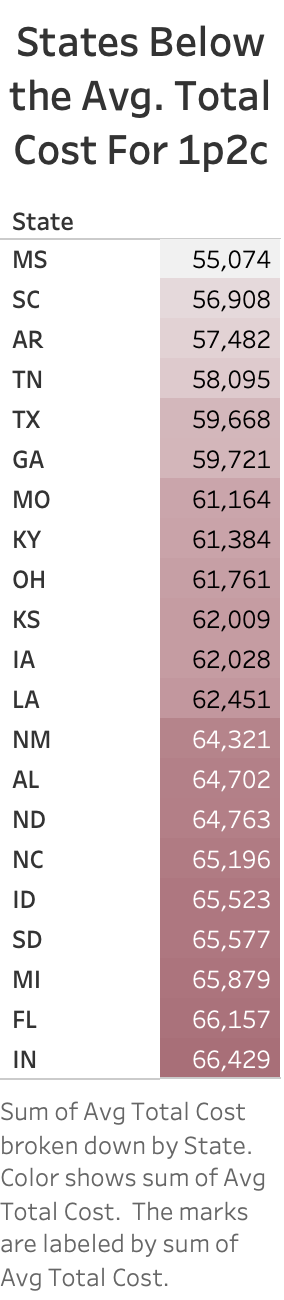 States Below
the Avg. Total
Cost For 1p2c
State
MS 55,074
SC 56,908
AR 57,482
TN 58,095
TX 59,668
GA 59,721
MO 61,164
KY 61,384
OH 61,761
KS 62,009
IA 62,028
LA 62,451
NM 64,321
AL 64,702
ND 64,763
NC 65,196
ID 65,523
SD 65,577
MI 65,879
FL 66,157
IN 66,429
Sum of Avg Total Cost
broken down by State.
Color shows sum of Avg
Total Cost.  The marks
are labeled by sum of
Avg Total Cost.